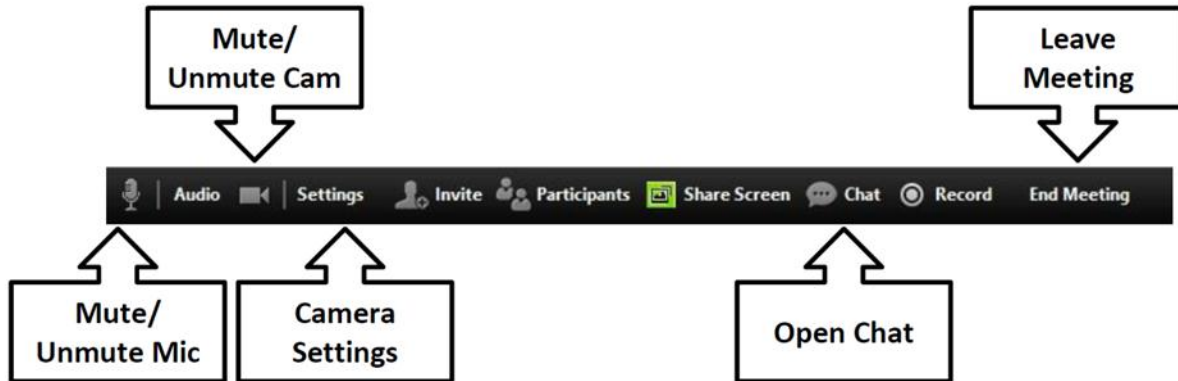 Mute/
Unmute Cam
Leave
Meeting
Audio Settings Invite Participants Share Screen Chat Record End Meeting
Mute/
Unmute Mic
Camera
Settings
Open Chat